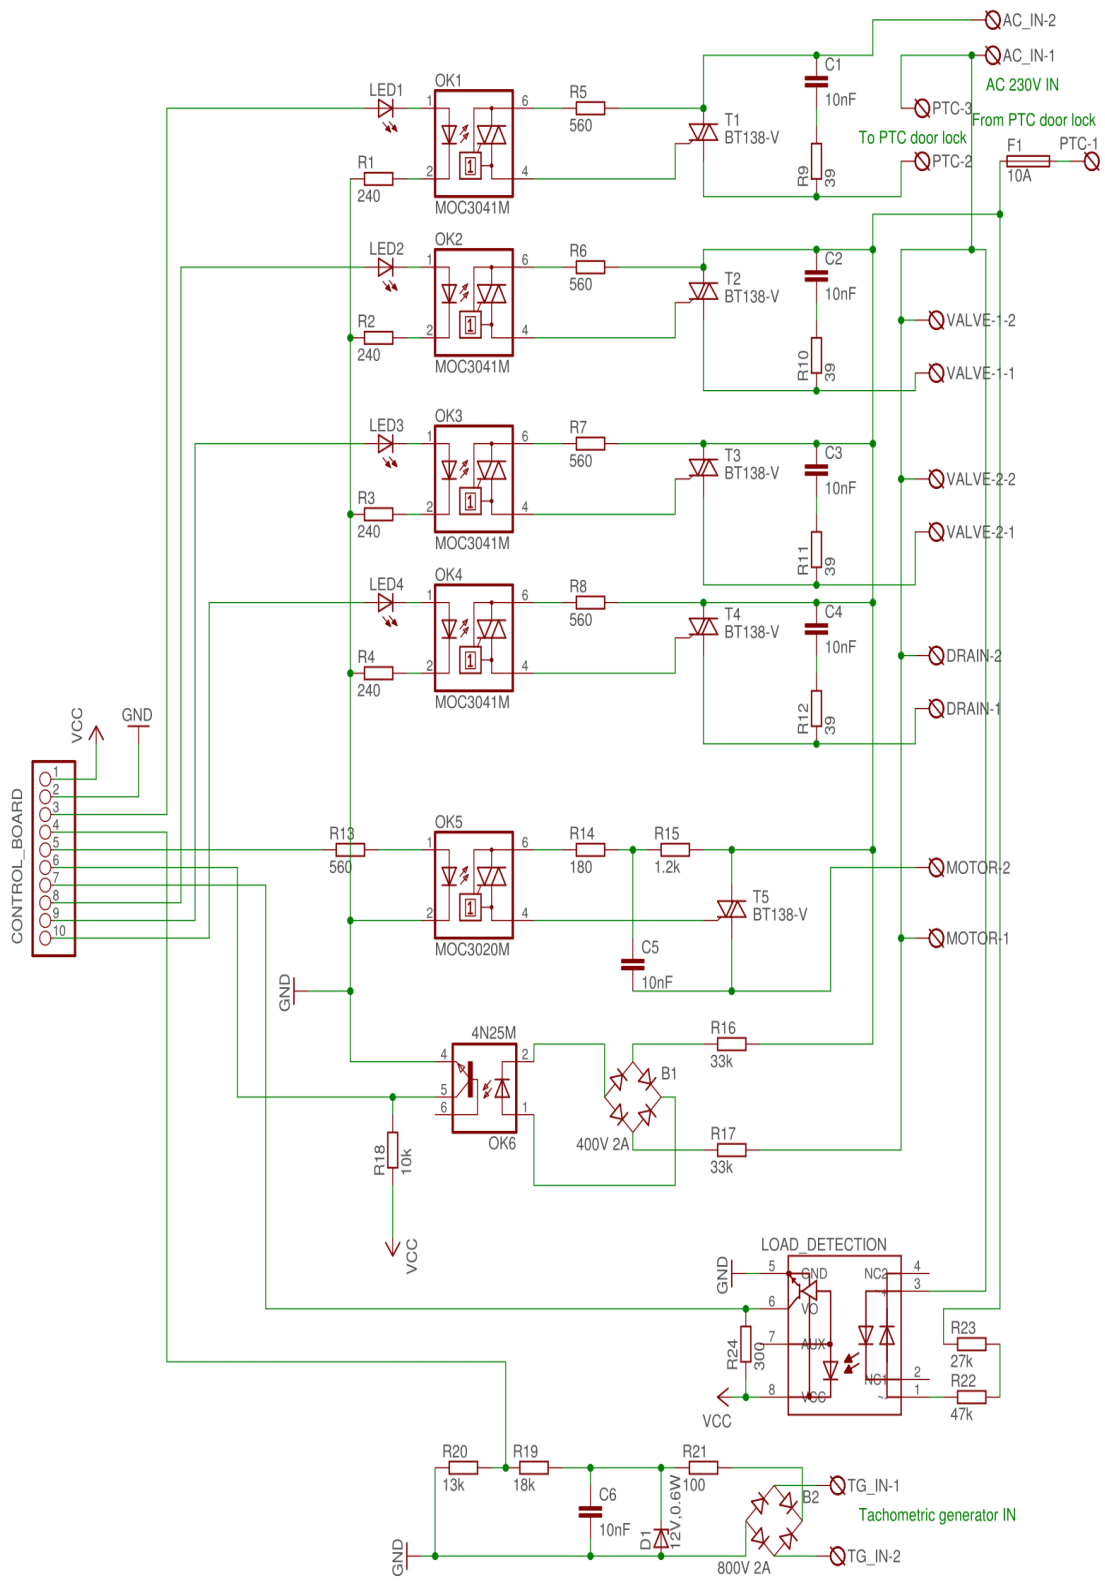 AC_IN-2
AC_IN-1
AC 230V IN
PTC-3
From PTC door lock
To PTC door lock
PTC-2
F1
10A
PTC-1
LED1
OK1
1
6
2
4
1
MOC3041M
R1
240
R5
560
T1
BT138-V
C1
10nF
R9
39
LED2
OK2
1
6
2
4
1
MOC3041M
R2
240
R6
560
T2
BT138-V
C2
10nF
R10
39
VALVE-1-2
VALVE-1-1
LED3
OK3
1
6
2
4
1
MOC3041M
R3
240
R7
560
T3
BT138-V
C3
10nF
R11
39
VALVE-2-2
VALVE-2-1
LED4
OK4
1
6
2
4
1
MOC3041M
R4
240
R8
560
T4
BT138-V
C4
10nF
R12
39
DRAIN-2
DRAIN-1
VCC
GND
CONTROL_BOARD
1
2
3
4
5
6
7
8
9
10
R13
560
OK5
1
6
2
4
1
MOC3020M
R14
180
R15
1.2k
T5
BT138-V
C5
10nF
MOTOR-2
MOTOR-1
GND
4N25M
4
5
6
2
1
OK6
R18
10k
VCC
B1
400V 2A
R16
33k
R17
33k
LOAD_DETECTION
GND
5
GND
NC2
4
3
6
VO
~
7
AUX
NC1
2
8
VCC
~
1
R24
300
VCC
R23
27k
R22
47k
R20
13k
R19
18k
C6
10nF
D1
12V,0.6W
R21
100
B2
800V 2A
TG_IN-1
Tachometric generator IN
TG_IN-2
GND